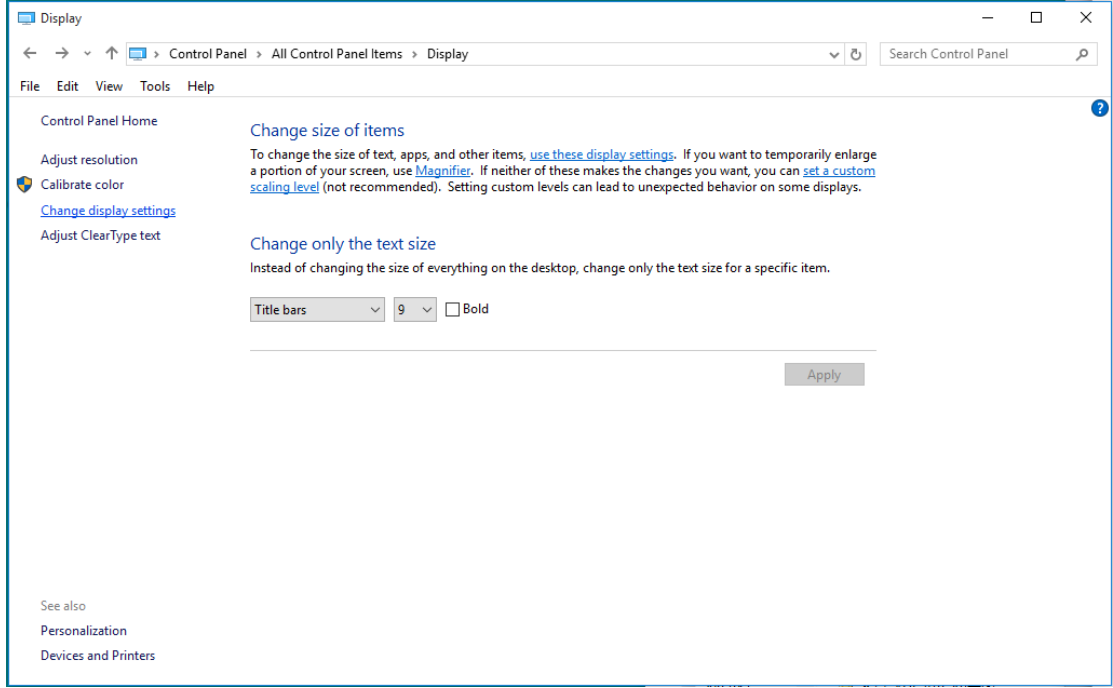 Display
Control Panel > All Control Panel Items > Display
Search Control Panel
File Edit View Tools Help
Control Panel Home
Adjust resolution
Calibrate color
Change display settings
Adjust ClearType text
Change size of items
To change the size of text, apps, and other items, use these display settings. If you want to temporarily enlarge
a portion of your screen, use Magnifier. If neither of these makes the changes you want, you can set a custom
scaling level (not recommended). Setting custom levels can lead to unexpected behavior on some displays.
Change only the text size
Instead of changing the size of everything on the desktop, change only the text size for a specific item.
Title bars 9 Bold
Apply
See also
Personalization
Devices and Printers